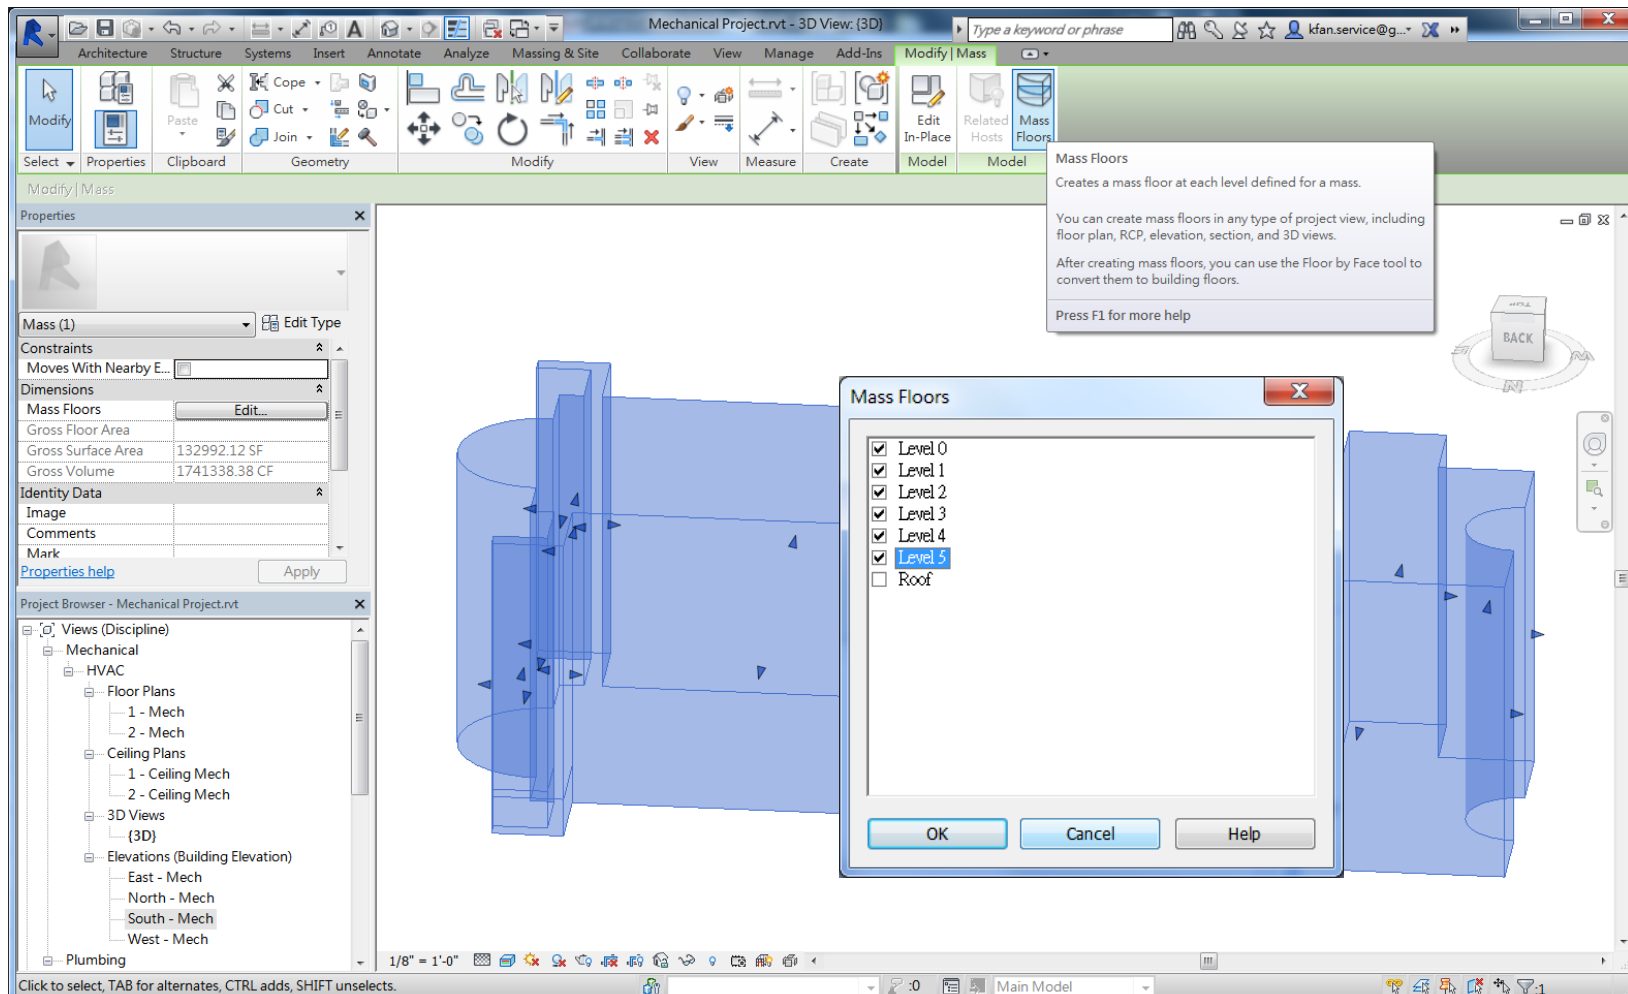 Mechanical Project.rvt - 3D View: {3D}
Type a keyword or phrase
kfan.service@g...
Architecture Structure Systems Insert Annotate Analyze Massing & Site Collaborate View Manage Add-Ins Modify | Mass
Modify
Paste
Cope
Cut
Join
Edit In-Place
Related Hosts
Mass Floors
Select Properties Clipboard Geometry Modify View Measure Create Model Model
Modify | Mass
Mass Floors
Creates a mass floor at each level defined for a mass.
You can create mass floors in any type of project view, including
floor plan, RCP, elevation, section, and 3D views.
After creating mass floors, you can use the Floor by Face tool to
convert them to building floors.
Press F1 for more help
Properties
Mass (1)
Edit Type
Constraints
Moves With Nearby E...
Dimensions
Mass Floors Edit...
Gross Floor Area
Gross Surface Area 132992.12 SF
Gross Volume 1741338.38 CF
Identity Data
Image
Comments
Mark
Properties help Apply
Project Browser - Mechanical Project.rvt
Views (Discipline)
Mechanical
HVAC
Floor Plans
1 - Mech
2 - Mech
Ceiling Plans
1 - Ceiling Mech
2 - Ceiling Mech
3D Views
{3D}
Elevations (Building Elevation)
East - Mech
North - Mech
South - Mech
West - Mech
Plumbing
BACK
Mass Floors
Level 0
Level 1
Level 2
Level 3
Level 4
Level 5
Roof
OK Cancel Help
1/8" = 1'-0"
Click to select, TAB for alternates, CTRL adds, SHIFT unselects.
:0
Main Model
:1